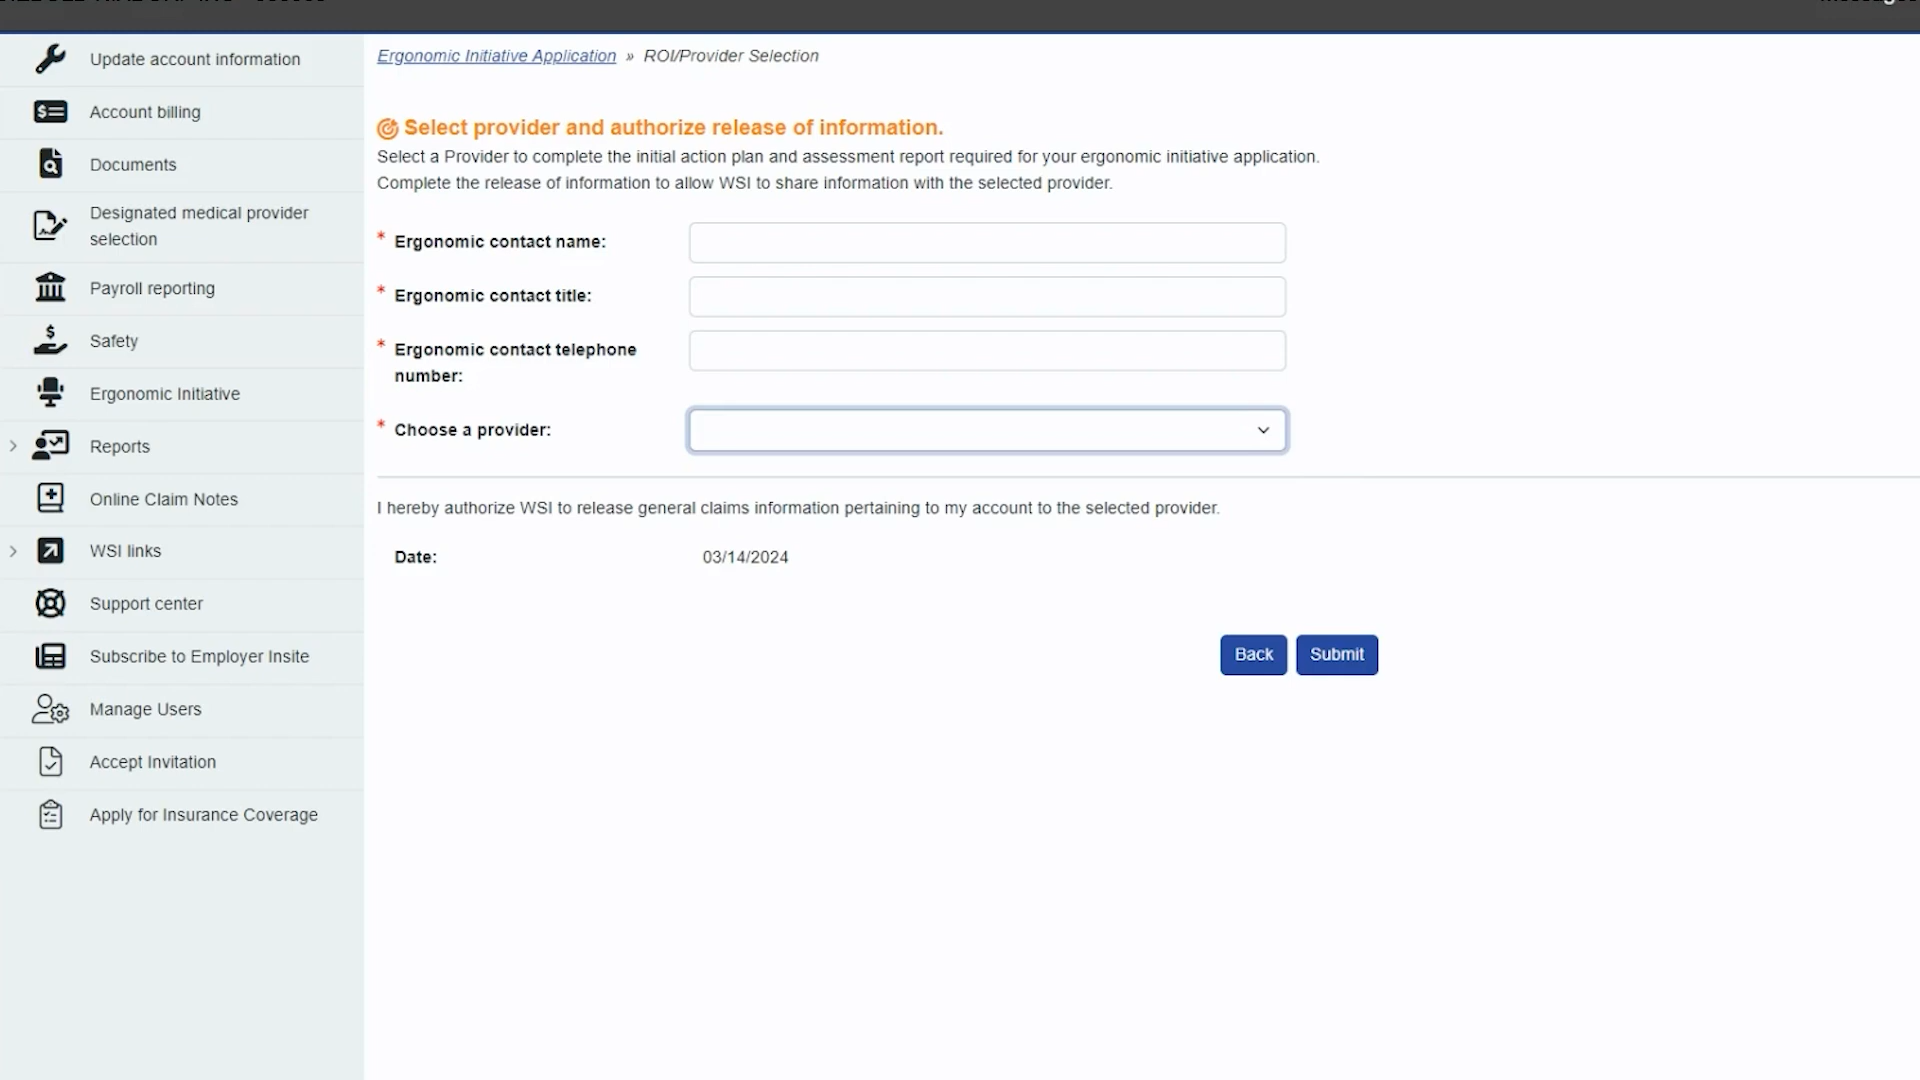 Update account information
Account billing
Documents
Designated medical provider
selection
Payroll reporting
Safety
Ergonomic Initiative
Reports
Online Claim Notes
WSI links
Support center
Subscribe to Employer Insite
Manage Users
Accept Invitation
Apply for Insurance Coverage
Ergonomic Initiative Application » ROI/Provider Selection
Select provider and authorize release of information.
Select a Provider to complete the initial action plan and assessment report required for your ergonomic initiative application.
Complete the release of information to allow WSI to share information with the selected provider.
* Ergonomic contact name:
* Ergonomic contact title:
* Ergonomic contact telephone
number:
* Choose a provider:
I hereby authorize WSI to release general claims information pertaining to my account to the selected provider.
Date: 03/14/2024
Back Submit